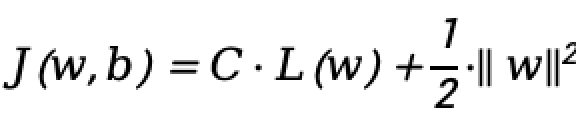 J(w,b) = C · L(w) + 1/2 · || w||²